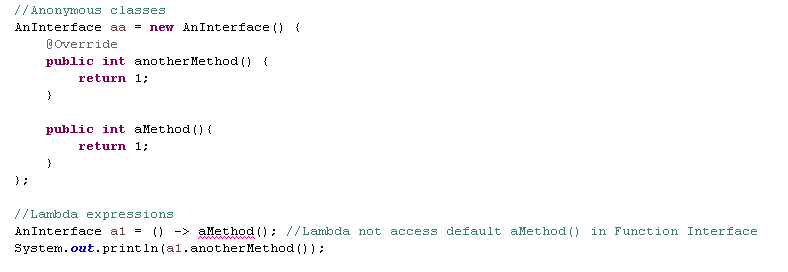 //Anonymous classes
AnInterface aa = new AnInterface() {
    @Override
    public int anotherMethod() {
        return 1;
    }

    public int aMethod(){
        return 1;
    }
};

//Lambda expressions
AnInterface a1 = () -> aMethod(); //Lambda not access default aMethod() in Function Interface
System.out.println(a1.anotherMethod());